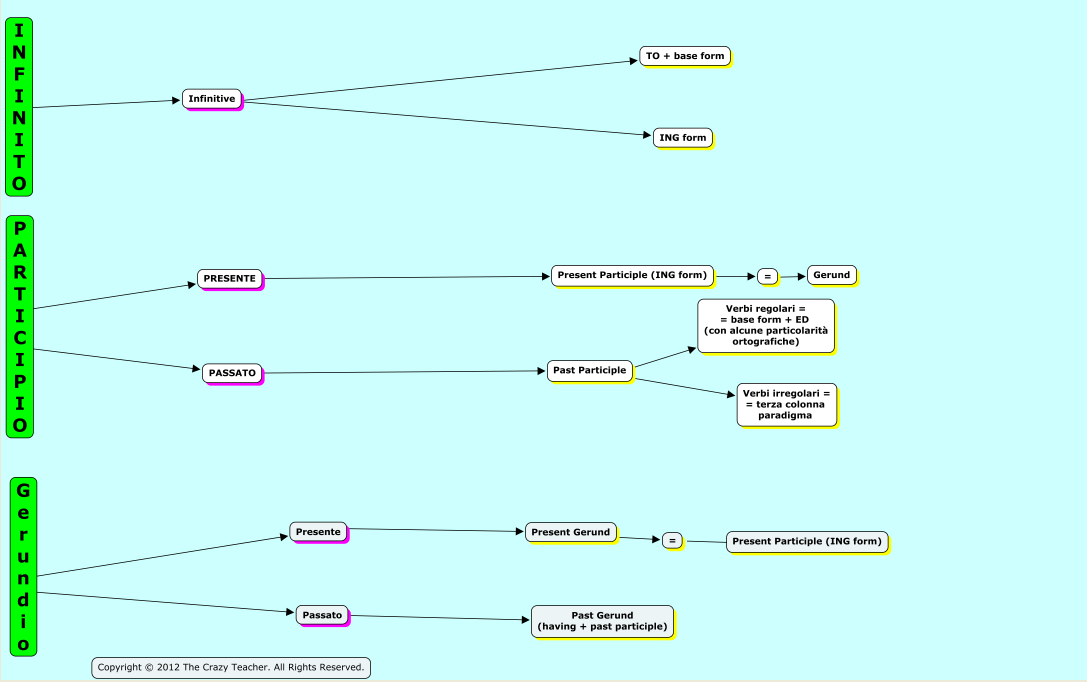 INFINITO
Infinitive
TO + base form
ING form
PARTICIPIO
PRESENTE
Present Participle (ING form)
=
Gerund
PASSATO
Past Participle
Verbi regolari =
= base form + ED
(con alcune particolarità
ortografiche)
Verbi irregolari =
= terza colonna
paradigma
Gerundio
Presente
Present Gerund
=
Present Participle (ING form)
Passato
Past Gerund
(having + past participle)
Copyright © 2012 The Crazy Teacher. All Rights Reserved.